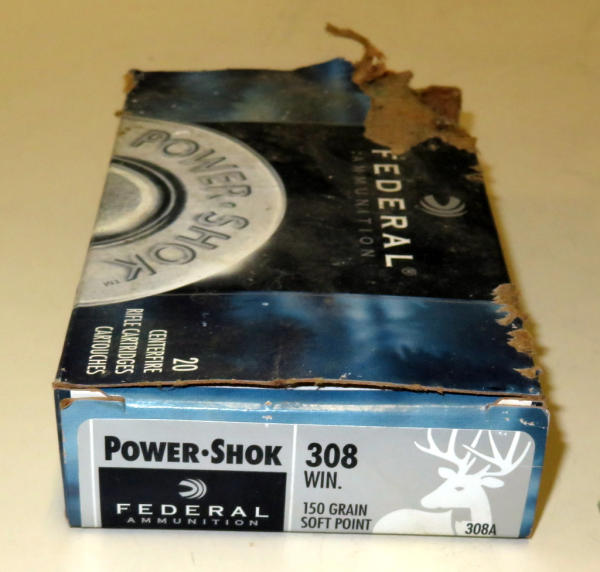 POWER·SHOK™
FEDERAL®
AMMUNITION
20
CENTERFIRE
RIFLE CARTRIDGES
CARTOUCHES
POWER·SHOK
FEDERAL
AMMUNITION
308
WIN.
150 GRAIN
SOFT POINT
308A